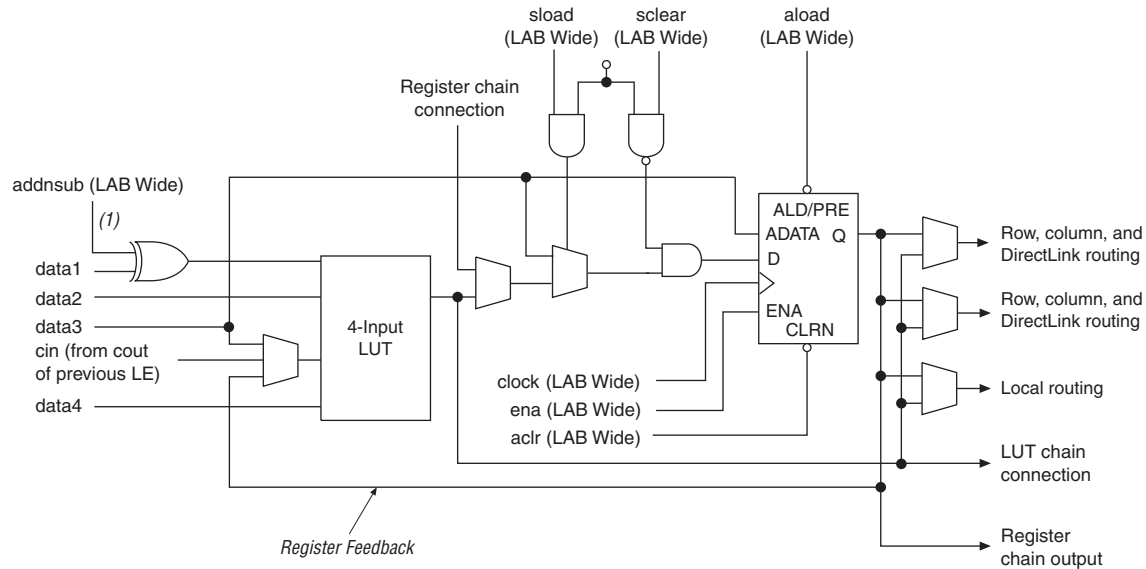 sload
(LAB Wide)
sclear
(LAB Wide)
aload
(LAB Wide)
Register chain
connection
addnsub (LAB Wide)
(1)
data1
data2
data3
cin (from cout
of previous LE)
data4
4-Input
LUT
ALD/PRE
ADATA Q
D
ENA
CLRN
clock (LAB Wide)
ena (LAB Wide)
aclr (LAB Wide)
Row, column, and
DirectLink routing
Row, column, and
DirectLink routing
Local routing
LUT chain
connection
Register
chain output
Register Feedback